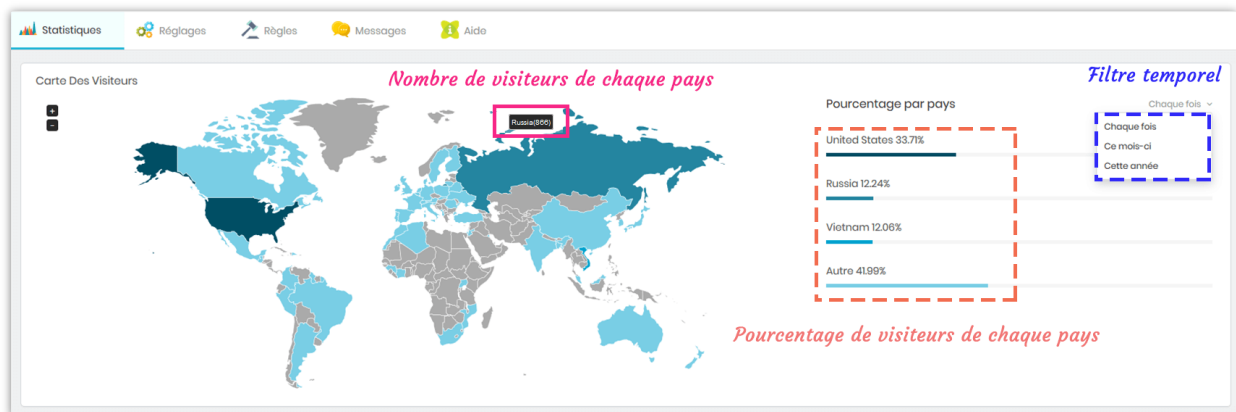 Statistiques
Réglages
Règles
Messages
Aide
Carte Des Visiteurs
Nombre de visiteurs de chaque pays
Filtre temporel
+
-
Russia(866)
Pourcentage par pays
Chaque fois
Chaque fois
Ce mois-ci
Cette année
United States 33.71%
Russia 12.24%
Vietnam 12.06%
Autre 41.99%
Pourcentage de visiteurs de chaque pays